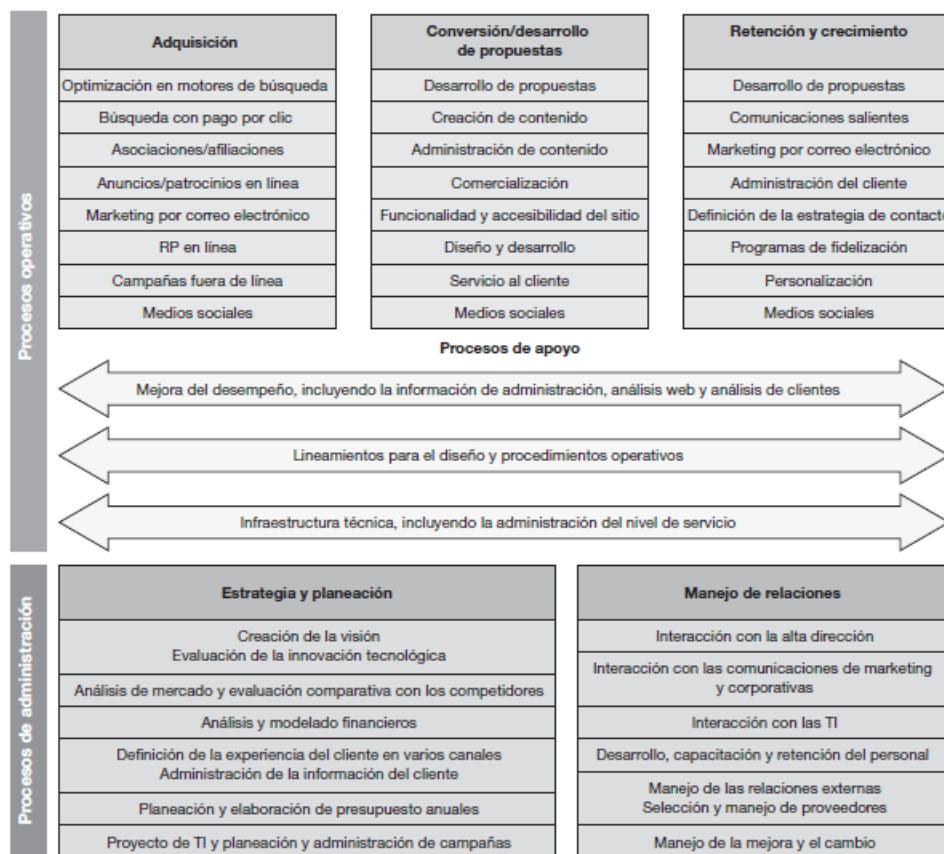 Procesos operativos
Adquisición
Optimización en motores de búsqueda
Búsqueda con pago por clic
Asociaciones/afiliaciones
Anuncios/patrocinios en línea
Marketing por correo electrónico
RP en línea
Campañas fuera de línea
Medios sociales
Conversión/desarrollo
de propuestas
Desarrollo de propuestas
Creación de contenido
Administración de contenido
Comercialización
Funcionalidad y accesibilidad del sitio
Diseño y desarrollo
Servicio al cliente
Medios sociales
Retención y crecimiento
Desarrollo de propuestas
Comunicaciones salientes
Marketing por correo electrónico
Administración del cliente
Definición de la estrategia de contacto
Programas de fidelización
Personalización
Medios sociales
Procesos de apoyo
Mejora del desempeño, incluyendo la información de administración, análisis web y análisis de clientes
Lineamientos para el diseño y procedimientos operativos
Infraestructura técnica, incluyendo la administración del nivel de servicio
Procesos de administración
Estrategia y planeación
Creación de la visión
Evaluación de la innovación tecnológica
Análisis de mercado y evaluación comparativa con los competidores
Análisis y modelado financieros
Definición de la experiencia del cliente en varios canales
Administración de la información del cliente
Planeación y elaboración de presupuesto anuales
Proyecto de TI y planeación y administración de campañas
Manejo de relaciones
Interacción con la alta dirección
Interacción con las comunicaciones de marketing
y corporativas
Interacción con las TI
Desarrollo, capacitación y retención del personal
Manejo de las relaciones externas
Selección y manejo de proveedores
Manejo de la mejora y el cambio